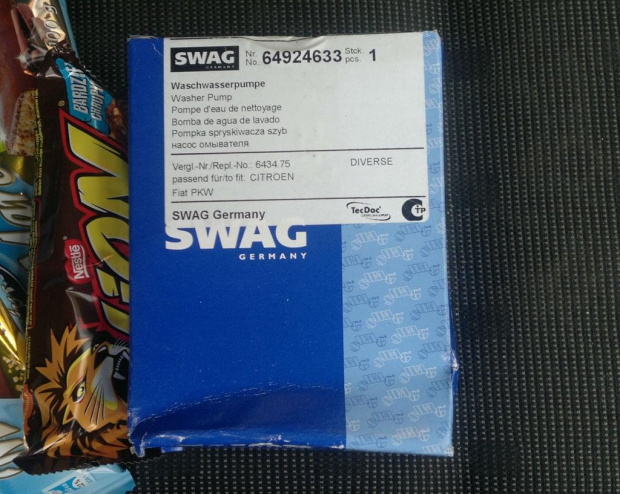 SWAG
GERMANY
Nr.
No. 64924633 Stck.
pcs. 1
Waschwasserpumpe
Washer Pump
Pompe d'eau de nettoyage
Bomba de agua de lavado
Pompka spryskiwacza szyb
насос омывателя
Vergl.-Nr./Repl.-No.: 6434.75 DIVERSE
passend für/to fit: CITROEN
Fiat PKW
SWAG Germany
TecDoc
SWAG
GERMANY
Nestlé
LION